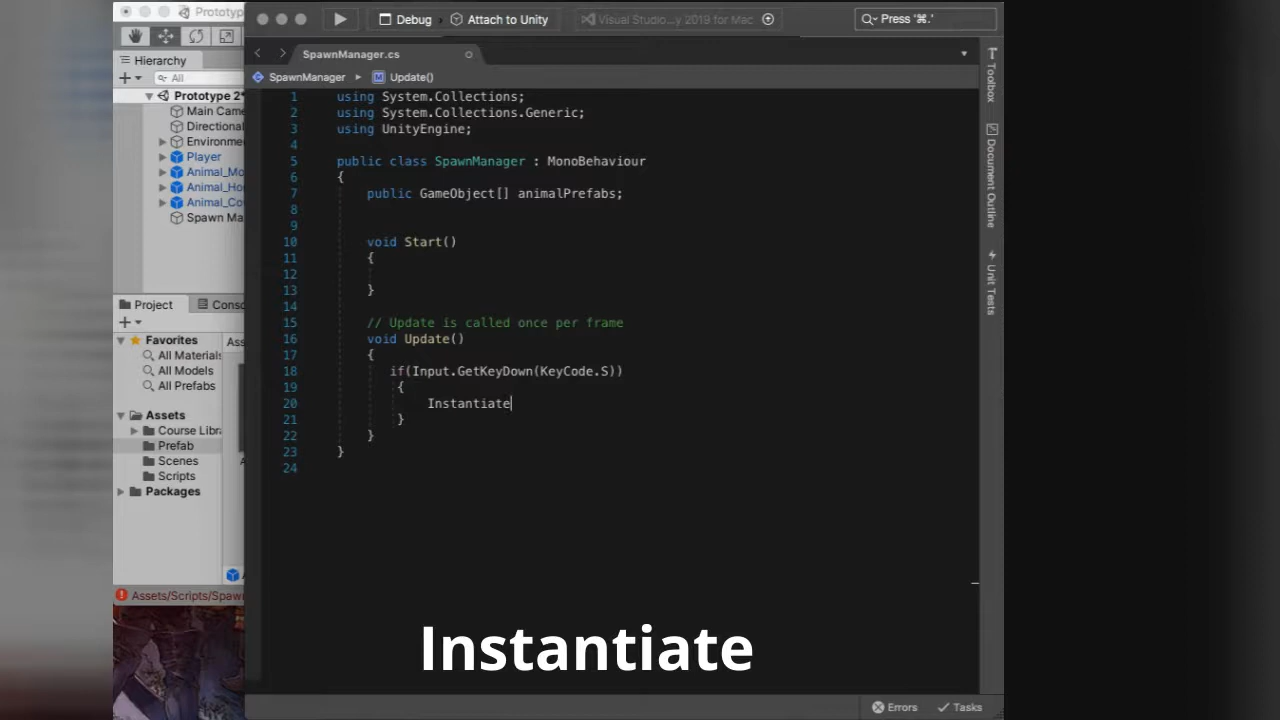 Prototype
Hierarchy
All
Prototype 2*
Main Came
Directional
Environme
Player
Animal_Mo
Animal_Ho
Animal_Co
Spawn Ma
Project
Conso
Favorites
All Materials
All Models
All Prefabs
Assets
Course Libra
Prefab
Scenes
Scripts
Packages
Ass
Assets/Scripts/Spawn
Debug
Attach to Unity
Visual Studio...y 2019 for Mac
Press '⌘.'
SpawnManager.cs
SpawnManager
Update()
1 using System.Collections;
2 using System.Collections.Generic;
3 using UnityEngine;
4
5 public class SpawnManager : MonoBehaviour
6 {
7 public GameObject[] animalPrefabs;
8
9
10 void Start()
11 {
12
13 }
14
15 // Update is called once per frame
16 void Update()
17 {
18 if(Input.GetKeyDown(KeyCode.S))
19 {
20 Instantiate
21 }
22 }
23 }
24
Toolbox
Document Outline
Unit Tests
Instantiate
Errors
Tasks